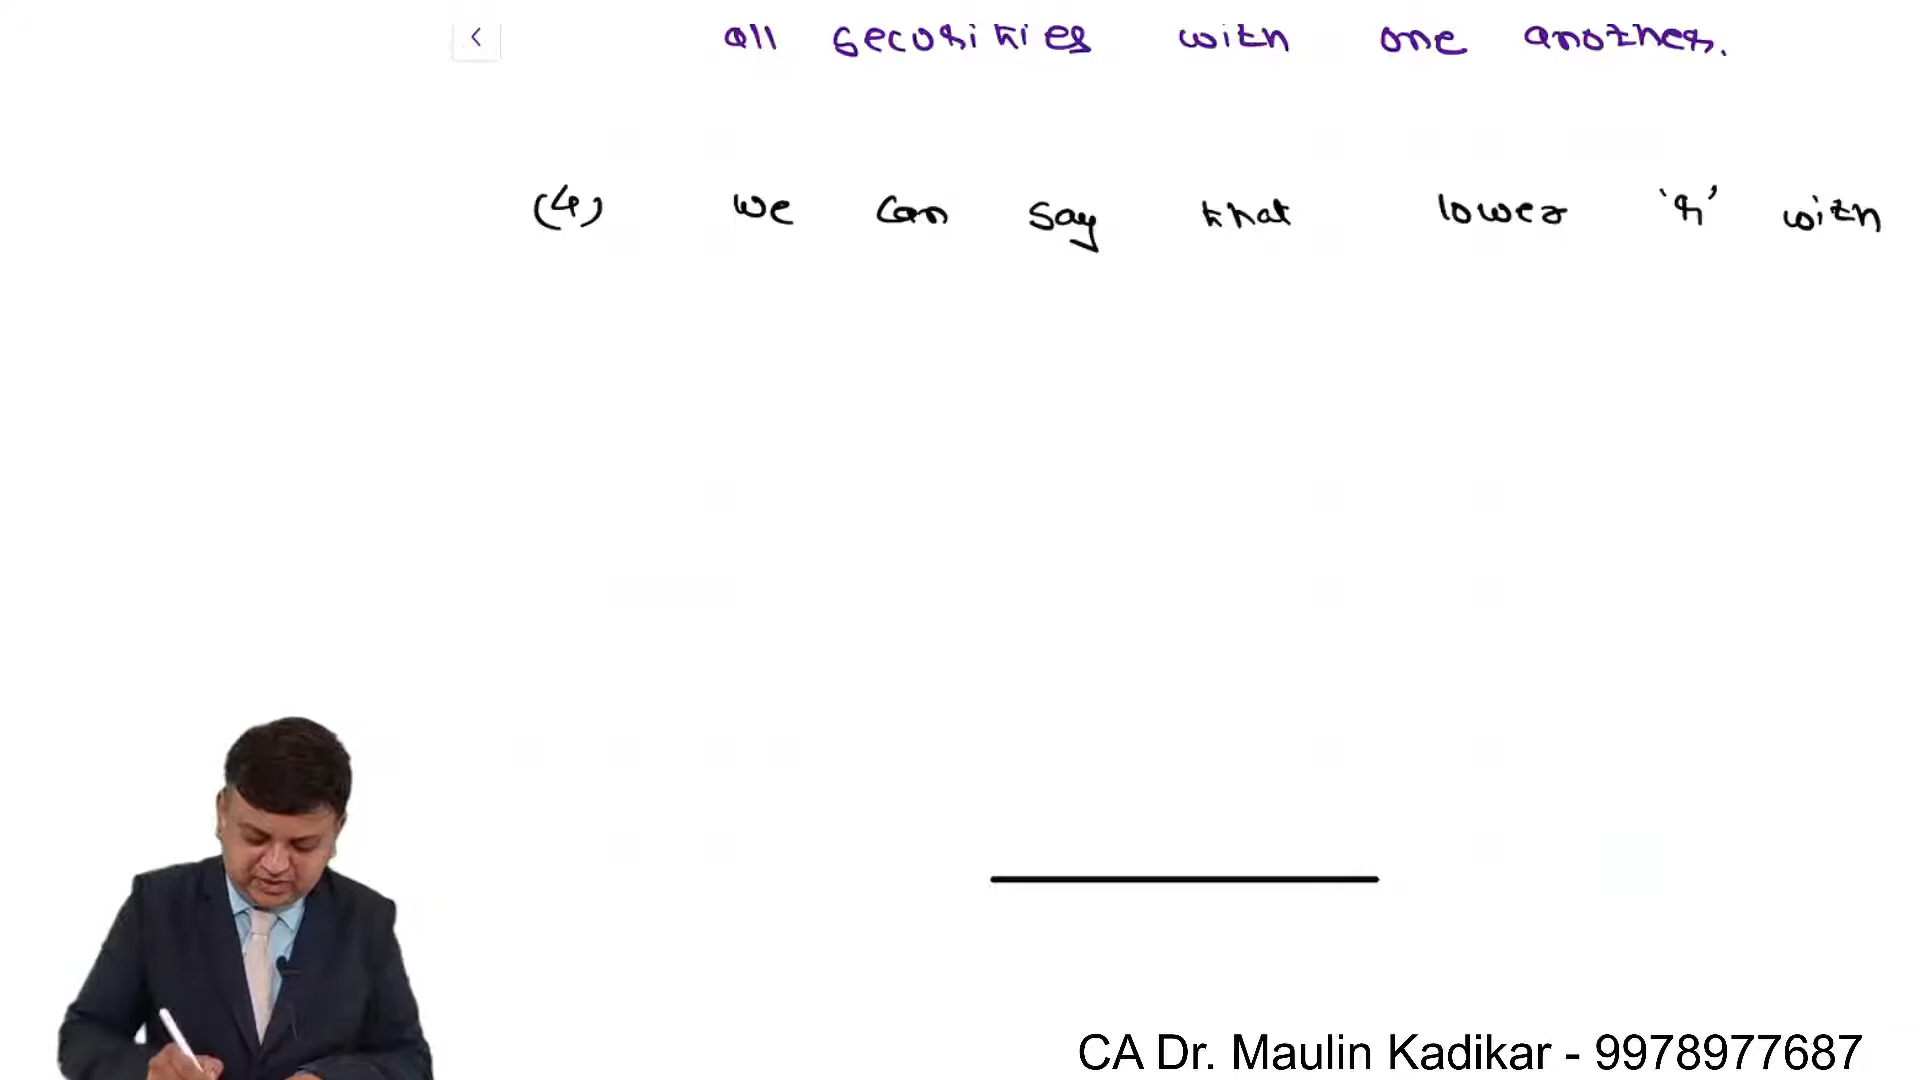 all securities with one another.
(4) we can say that lower 'r' with
CA Dr. Maulin Kadikar - 9978977687